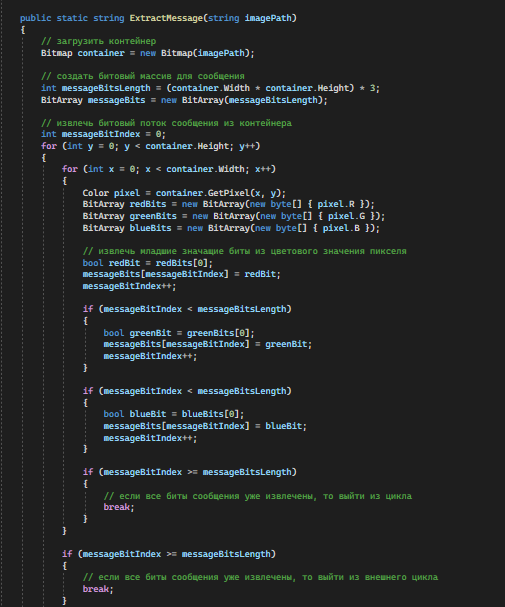 public static string ExtractMessage(string imagePath)
{
// загрузить контейнер
Bitmap container = new Bitmap(imagePath);
// создать битовый массив для сообщения
int messageBitsLength = (container.Width * container.Height) * 3;
BitArray messageBits = new BitArray(messageBitsLength);
// извлечь битовый поток сообщения из контейнера
int messageBitIndex = 0;
for (int y = 0; y < container.Height; y++)
{
for (int x = 0; x < container.Width; x++)
{
Color pixel = container.GetPixel(x, y);
BitArray redBits = new BitArray(new byte[] { pixel.R });
BitArray greenBits = new BitArray(new byte[] { pixel.G });
BitArray blueBits = new BitArray(new byte[] { pixel.B });
// извлечь младшие значащие биты из цветового значения пикселя
bool redBit = redBits[0];
messageBits[messageBitIndex] = redBit;
messageBitIndex++;
if (messageBitIndex < messageBitsLength)
{
bool greenBit = greenBits[0];
messageBits[messageBitIndex] = greenBit;
messageBitIndex++;
}
if (messageBitIndex < messageBitsLength)
{
bool blueBit = blueBits[0];
messageBits[messageBitIndex] = blueBit;
messageBitIndex++;
}
if (messageBitIndex >= messageBitsLength)
{
// если все биты сообщения уже извлечены, то выйти из цикла
break;
}
}
if (messageBitIndex >= messageBitsLength)
{
// если все биты сообщения уже извлечены, то выйти из внешнего цикла
break;
}